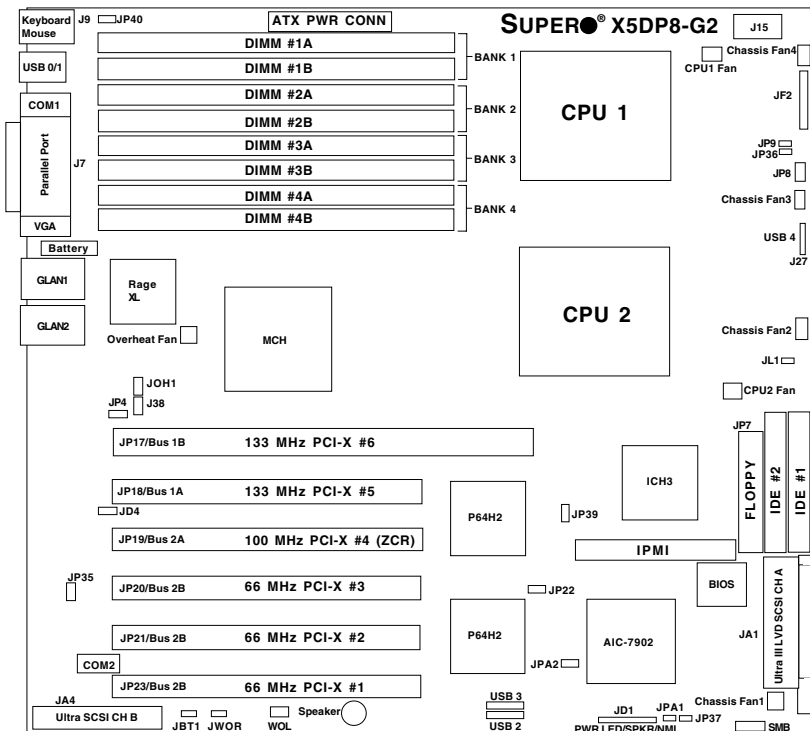 Keyboard
Mouse
J9
JP40
ATX PWR CONN
SUPER® X5DP8-G2
J15
USB 0/1
DIMM #1A
DIMM #1B
BANK 1
CPU1 Fan
Chassis Fan4
COM1
DIMM #2A
DIMM #2B
BANK 2
CPU 1
JF2
Parallel Port
J7
DIMM #3A
DIMM #3B
BANK 3
JP9
JP36
JP8
DIMM #4A
DIMM #4B
BANK 4
Chassis Fan3
VGA
Battery
USB 4
J27
GLAN1
Rage
XL
GLAN2
Overheat Fan
MCH
CPU 2
Chassis Fan2
JL1
JOH1
JP4
J38
CPU2 Fan
JP7
JP17/Bus 1B 133 MHz PCI-X #6
FLOPPY
IDE #2
IDE #1
ICH3
JP18/Bus 1A 133 MHz PCI-X #5
JD4
P64H2
JP39
JP19/Bus 2A 100 MHz PCI-X #4 (ZCR)
IPMI
JP35
JP20/Bus 2B 66 MHz PCI-X #3
JP22
BIOS
JA1
Ultra III LVD SCSI CH A
JP21/Bus 2B 66 MHz PCI-X #2
P64H2
AIC-7902
COM2
JPA2
JP23/Bus 2B 66 MHz PCI-X #1
JA4
Ultra SCSI CH B
JBT1
JWOR
WOL
Speaker
USB 3
USB 2
JD1
PWR LED/SPKR/NMI
JPA1
JP37
Chassis Fan1
SMB